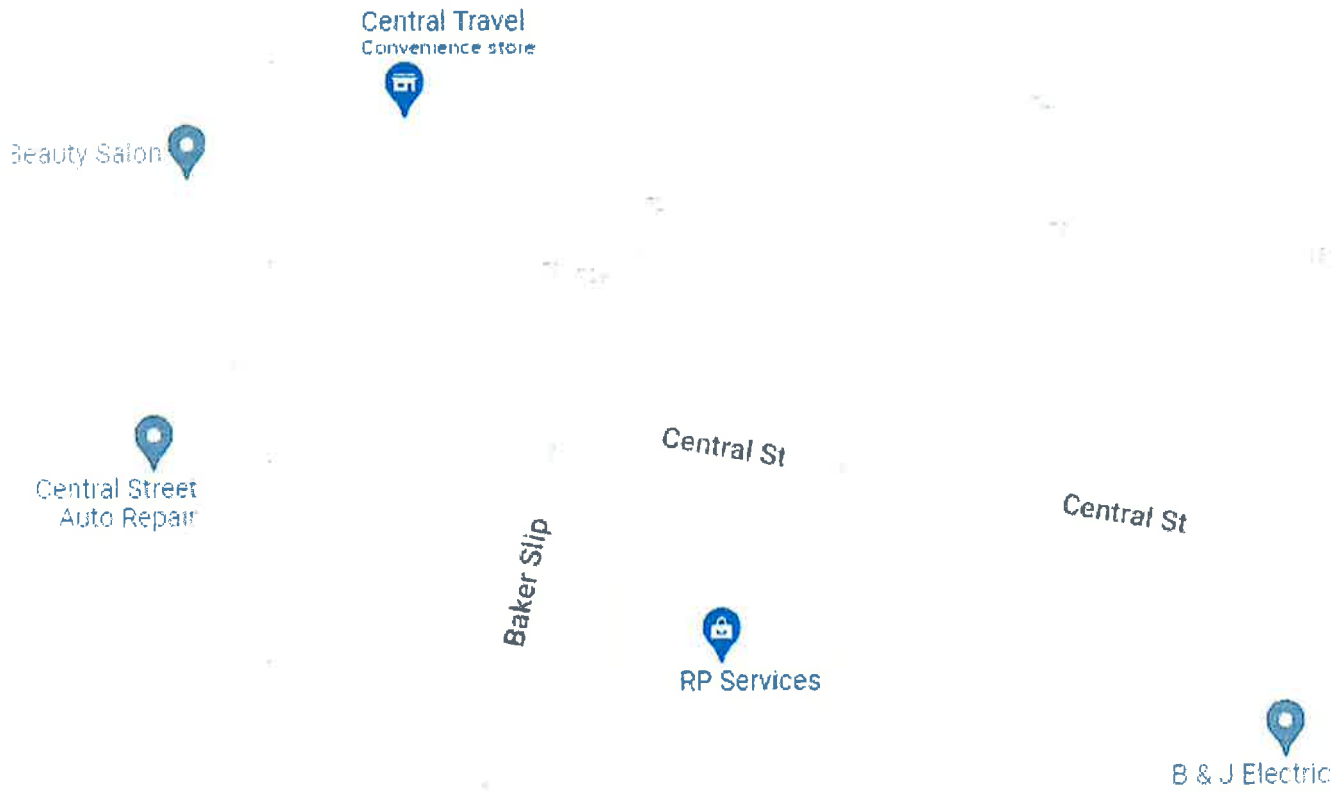 Central Travel
Convenience store
Beauty Salon
Central St
Central Street
Auto Repair
Central St
Baker Slip
RP Services
B & J Electric